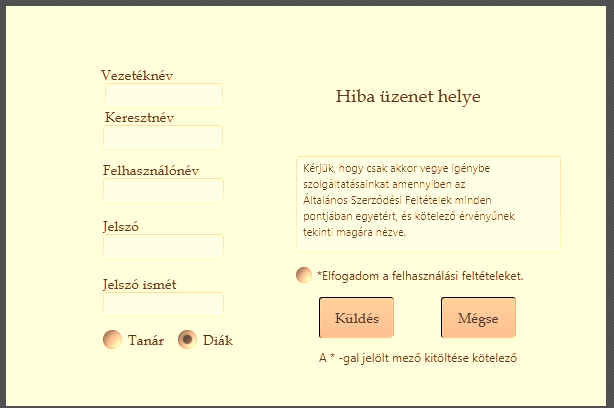 Vezetéknév
Keresztnév
Felhasználónév
Jelszó
Jelszó ismét
Tanár
Diák
Hiba üzenet helye
Kérjük, hogy csak akkor vegye igénybe
szolgáltatásainkat amennyiben az
Általános Szerződési Feltételek minden
pontjában egyetért, és kötelező érvényűnek
tekinti magára nézve.
*Elfogadom a felhasználási feltételeket.
Küldés
Mégse
A * -gal jelölt mező kitöltése kötelező